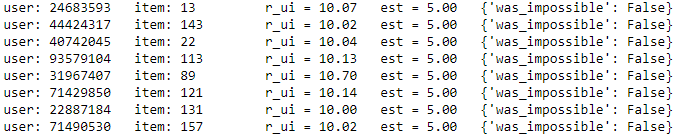 user: 24683593 item: 13 r_ui = 10.07 est = 5.00 {'was_impossible': False}
user: 44424317 item: 143 r_ui = 10.02 est = 5.00 {'was_impossible': False}
user: 40742045 item: 22 r_ui = 10.04 est = 5.00 {'was_impossible': False}
user: 93579104 item: 113 r_ui = 10.13 est = 5.00 {'was_impossible': False}
user: 31967407 item: 89 r_ui = 10.70 est = 5.00 {'was_impossible': False}
user: 71429850 item: 121 r_ui = 10.14 est = 5.00 {'was_impossible': False}
user: 22887184 item: 131 r_ui = 10.00 est = 5.00 {'was_impossible': False}
user: 71490530 item: 157 r_ui = 10.02 est = 5.00 {'was_impossible': False}